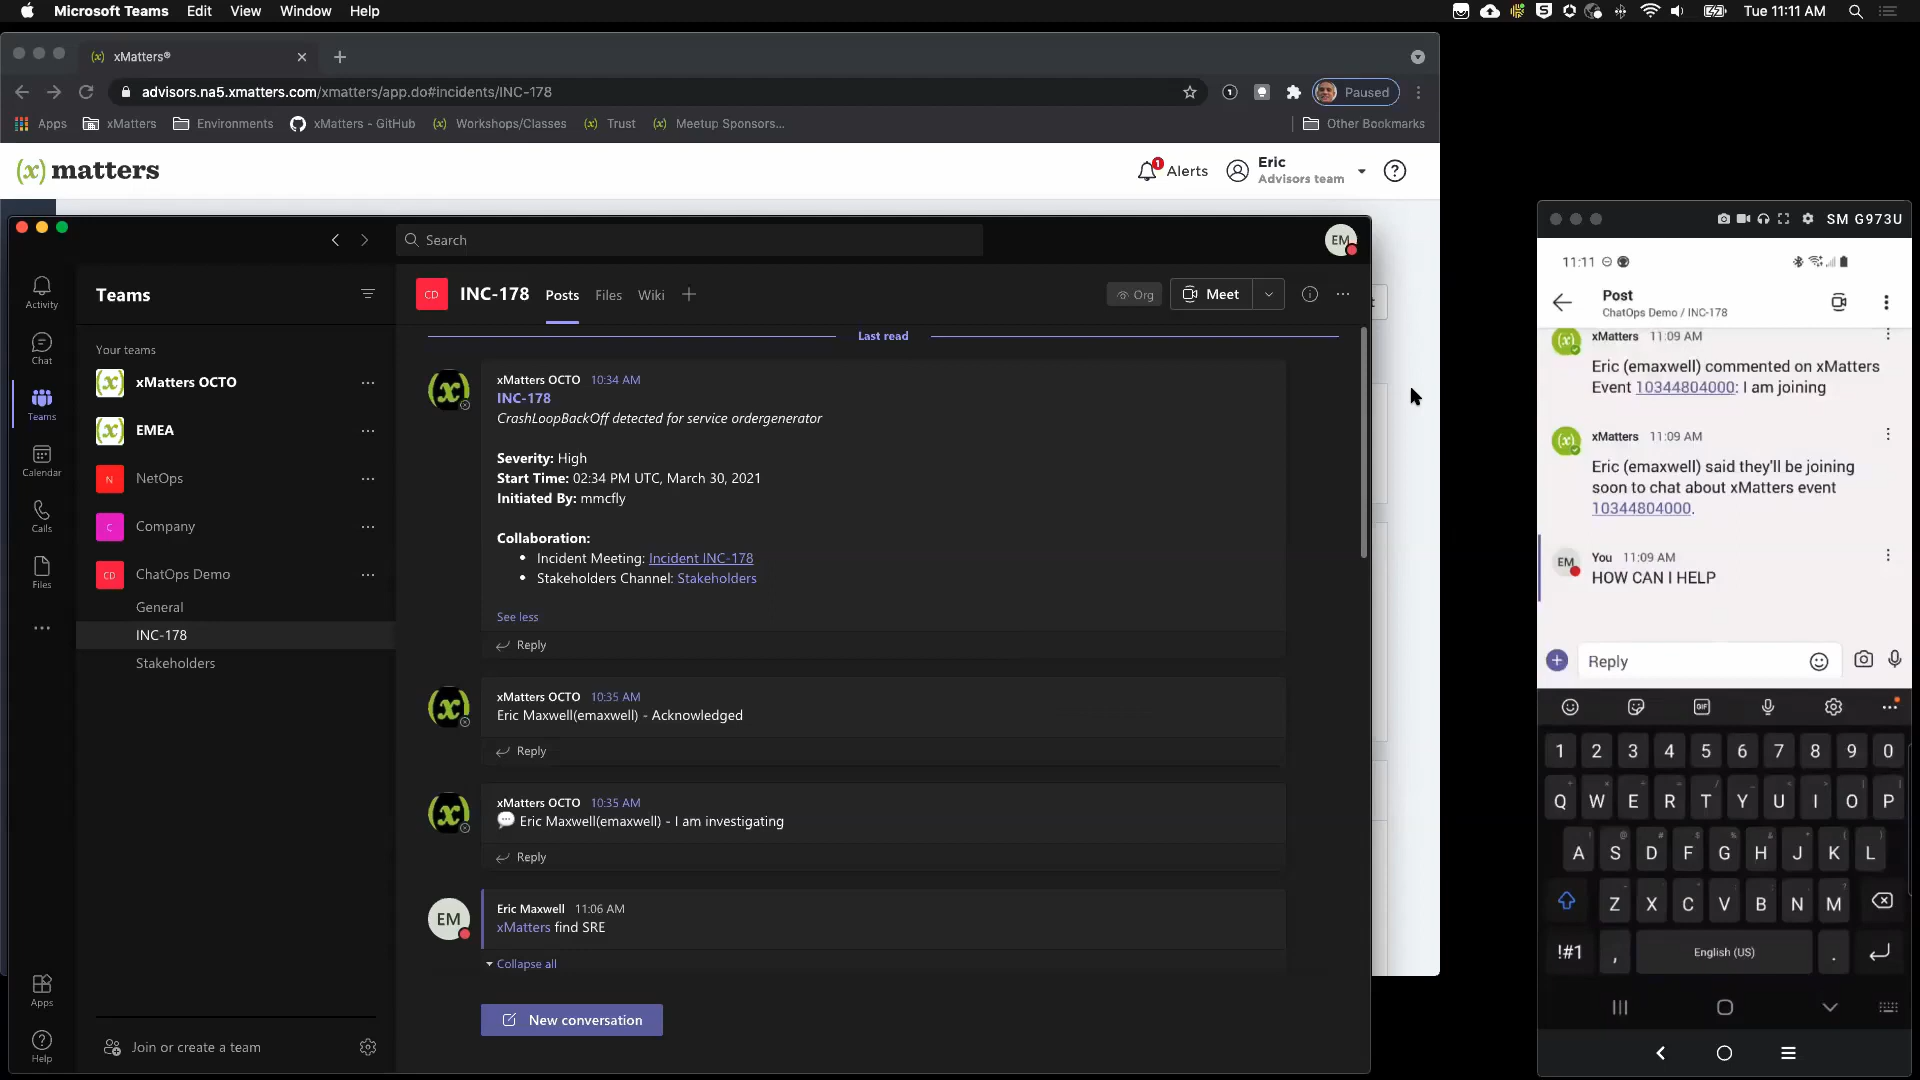 Microsoft Teams Edit View Window Help
Tue 11:11 AM
xMatters®
advisors.na5.xmatters.com/xmatters/app.do#incidents/INC-178
Paused
Apps xMatters Environments xMatters - GitHub Workshops/Classes Trust Meetup Sponsors...
Other Bookmarks
(x) matters
1
Alerts
Eric
Advisors team
Search
EM
Activity
Chat
Teams
Calendar
Calls
Files
Apps
Help
Teams
Your teams
xMatters OCTO
EMEA
N NetOps
C Company
CD ChatOps Demo
General
INC-178
Stakeholders
Join or create a team
CD INC-178 Posts Files Wiki
Org
Meet
Last read
xMatters OCTO 10:34 AM
INC-178
CrashLoopBackOff detected for service ordergenerator
Severity: High
Start Time: 02:34 PM UTC, March 30, 2021
Initiated By: mmcfly
Collaboration:
• Incident Meeting: Incident INC-178
• Stakeholders Channel: Stakeholders
See less
Reply
xMatters OCTO 10:35 AM
Eric Maxwell(emaxwell) - Acknowledged
Reply
xMatters OCTO 10:35 AM
Eric Maxwell(emaxwell) - I am investigating
Reply
EM
Eric Maxwell 11:06 AM
xMatters find SRE
Collapse all
New conversation
SM G973U
11:11
Post
ChatOps Demo / INC-178
xMatters 11:09 AM
Eric (emaxwell) commented on xMatters
Event 10344804000: I am joining
xMatters 11:09 AM
Eric (emaxwell) said they'll be joining
soon to chat about xMatters event
10344804000.
EM
You 11:09 AM
HOW CAN I HELP
Reply
GIF
1 2 3 4 5 6 7 8 9 0
Q W E R T Y U I O P
A S D F G H J K L
Z X C V B N M
!#1 , English (US) .